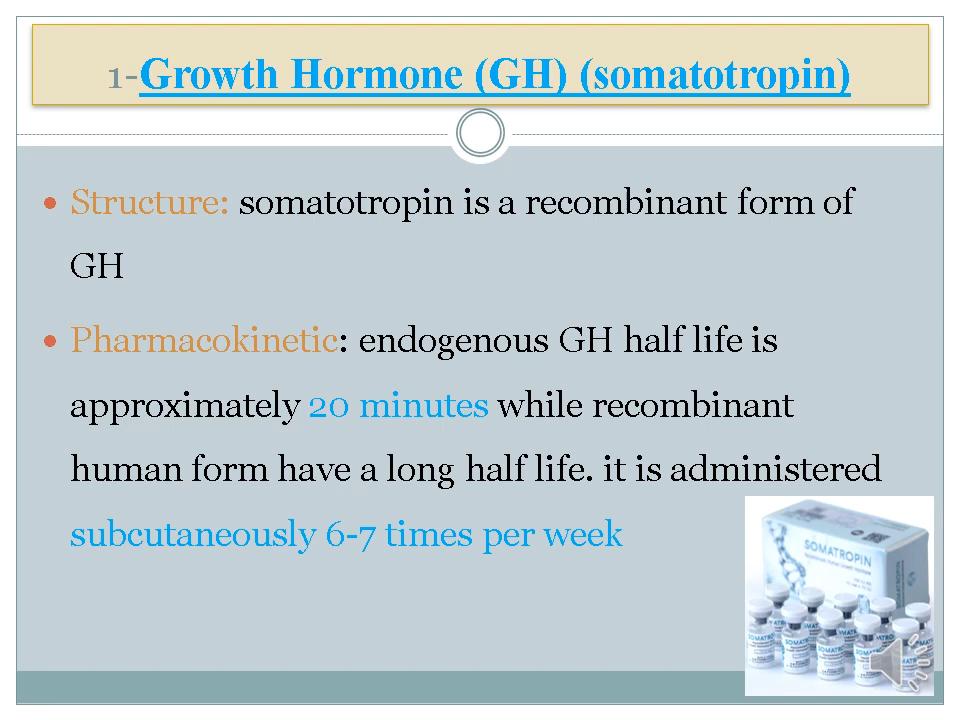 1-Growth Hormone (GH) (somatotropin)
Structure: somatotropin is a recombinant form of
GH
Pharmacokinetic: endogenous GH half life is
approximately 20 minutes while recombinant
human form have a long half life. it is administered
subcutaneously 6-7 times per week
SOMATROPIN